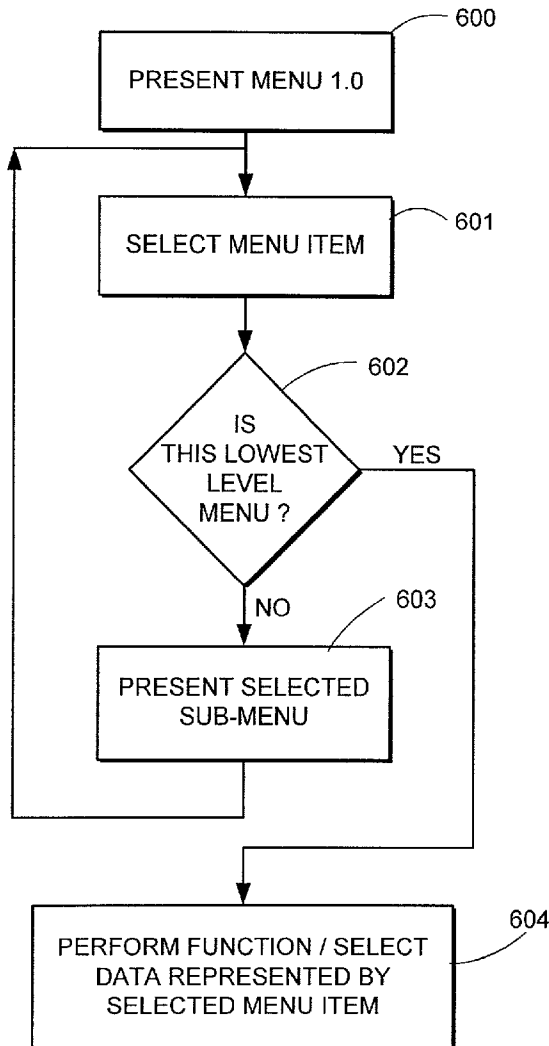 600
PRESENT MENU 1.0
601
SELECT MENU ITEM
602
IS
THIS LOWEST
LEVEL
MENU ?
YES
NO
603
PRESENT SELECTED
SUB-MENU
604
PERFORM FUNCTION / SELECT
DATA REPRESENTED BY
SELECTED MENU ITEM